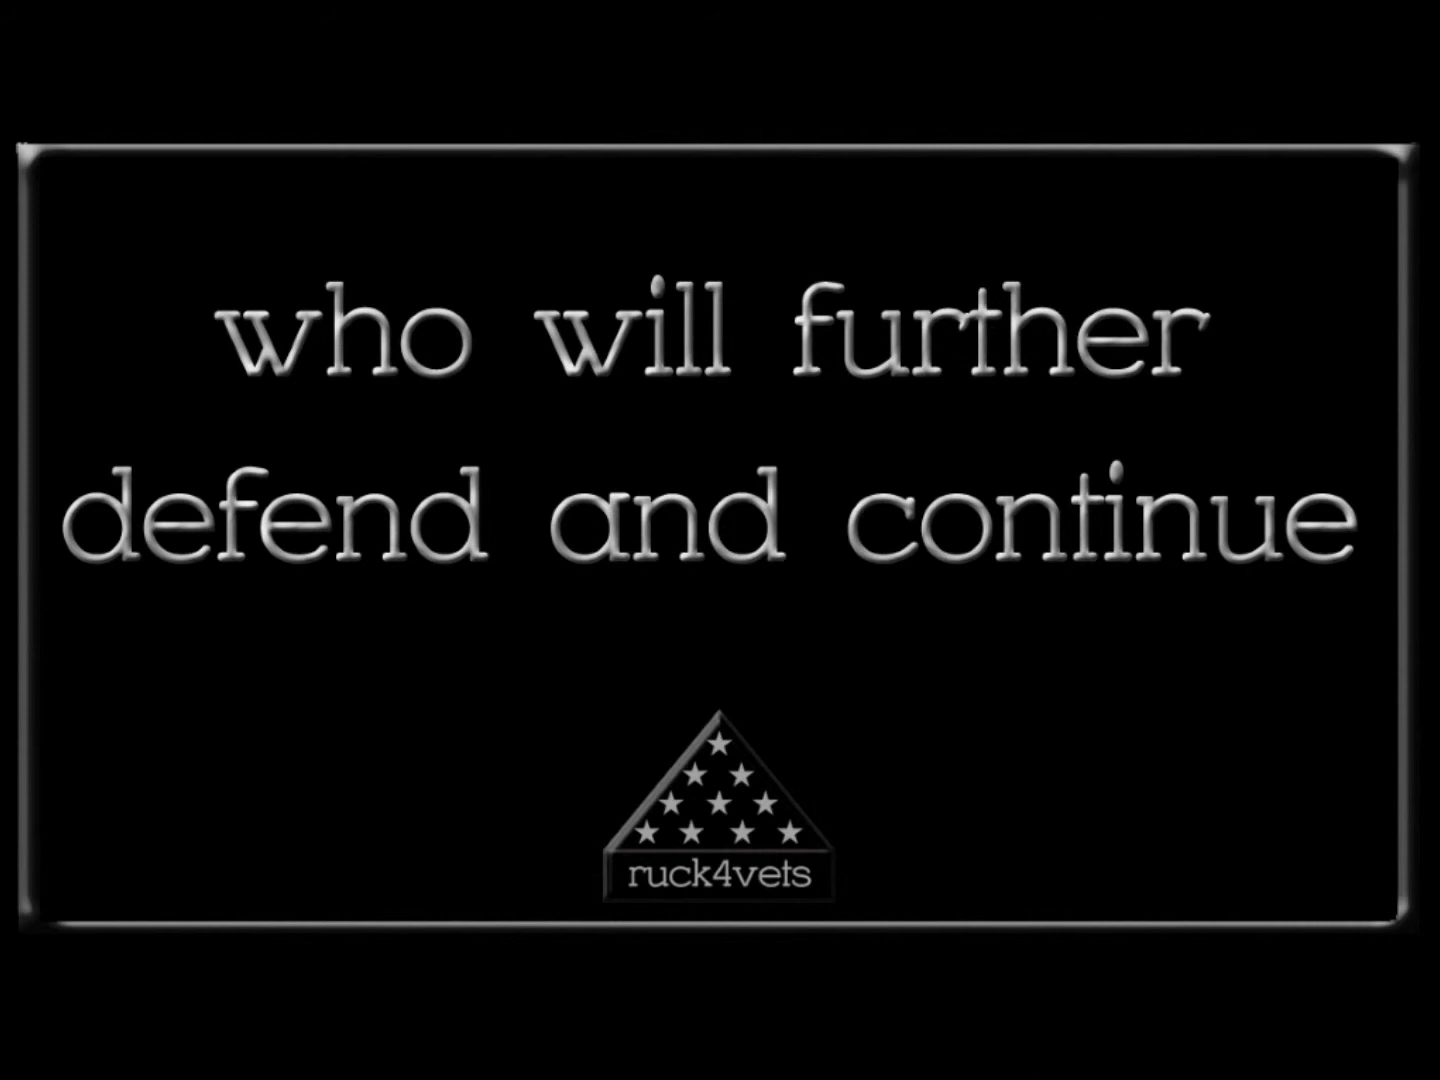 who will further
defend and continue
ruck4vets